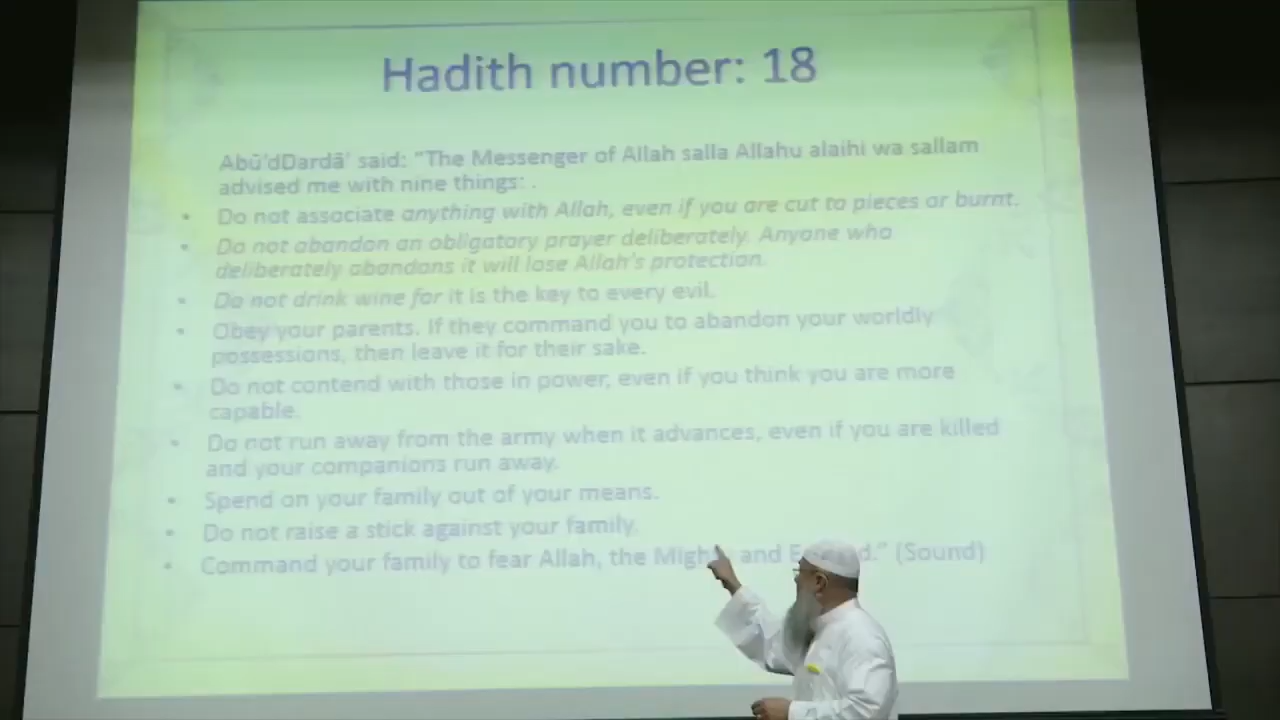 Hadith number: 18
Abū'dDardā' said: "The Messenger of Allah salla Allahu alaihi wa sallam
advised me with nine things: .
• Do not associate anything with Allah, even if you are cut to pieces or burnt.
• Do not abandon an obligatory prayer deliberately. Anyone who
deliberately abandons it will lose Allah's protection.
• Do not drink wine for it is the key to every evil.
• Obey your parents. If they command you to abandon your worldly
possessions, then leave it for their sake.
• Do not contend with those in power, even if you think you are more
capable.
• Do not run away from the army when it advances, even if you are killed
and your companions run away.
• Spend on your family out of your means.
• Do not raise a stick against your family.
• Command your family to fear Allah, the and (Sound)